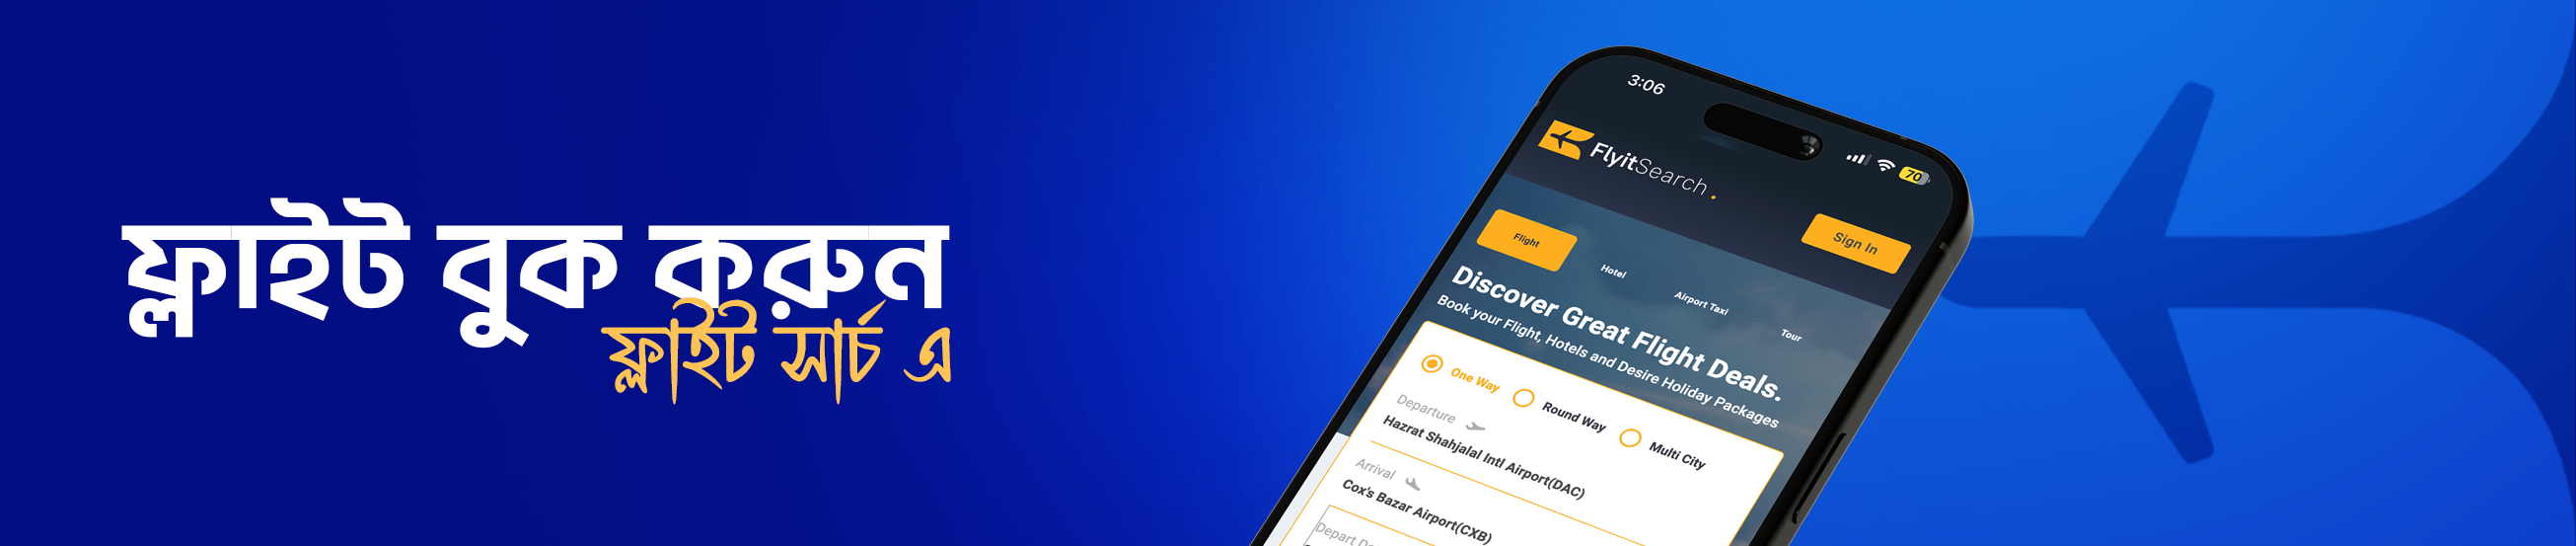 ফ্লাইট বুক করুন
ফ্লাইট সার্চ এ
3:06
70
FlyitSearch.
Sign In
Flight
Hotel
Airport Taxi
Tour
Discover Great Flight Deals.
Book your Flight, Hotels and Desire Holiday Packages
One Way
Round Way
Multi City
Departure
Hazrat Shahjalal Intl Airport(DAC)
Arrival
Cox's Bazar Airport(CXB)
Depart